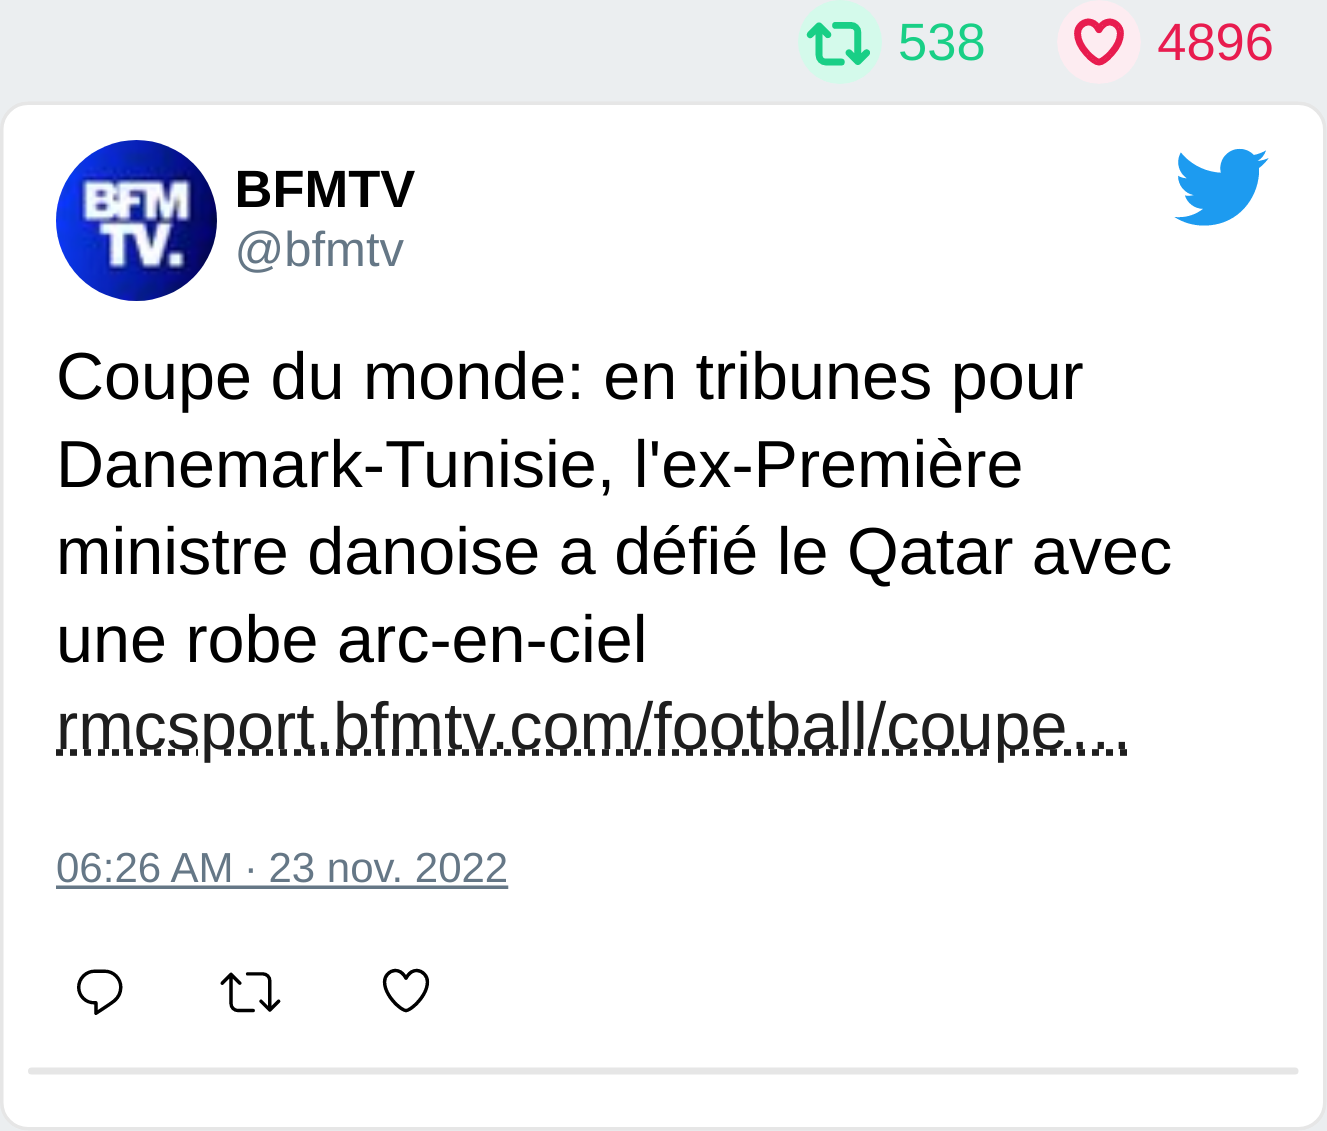 538 4896
BFM
TV.
BFMTV
@bfmtv
Coupe du monde: en tribunes pour
Danemark-Tunisie, l'ex-Première
ministre danoise a défié le Qatar avec
une robe arc-en-ciel
rmcsport.bfmtv.com/football/coupe…
06:26 AM · 23 nov. 2022